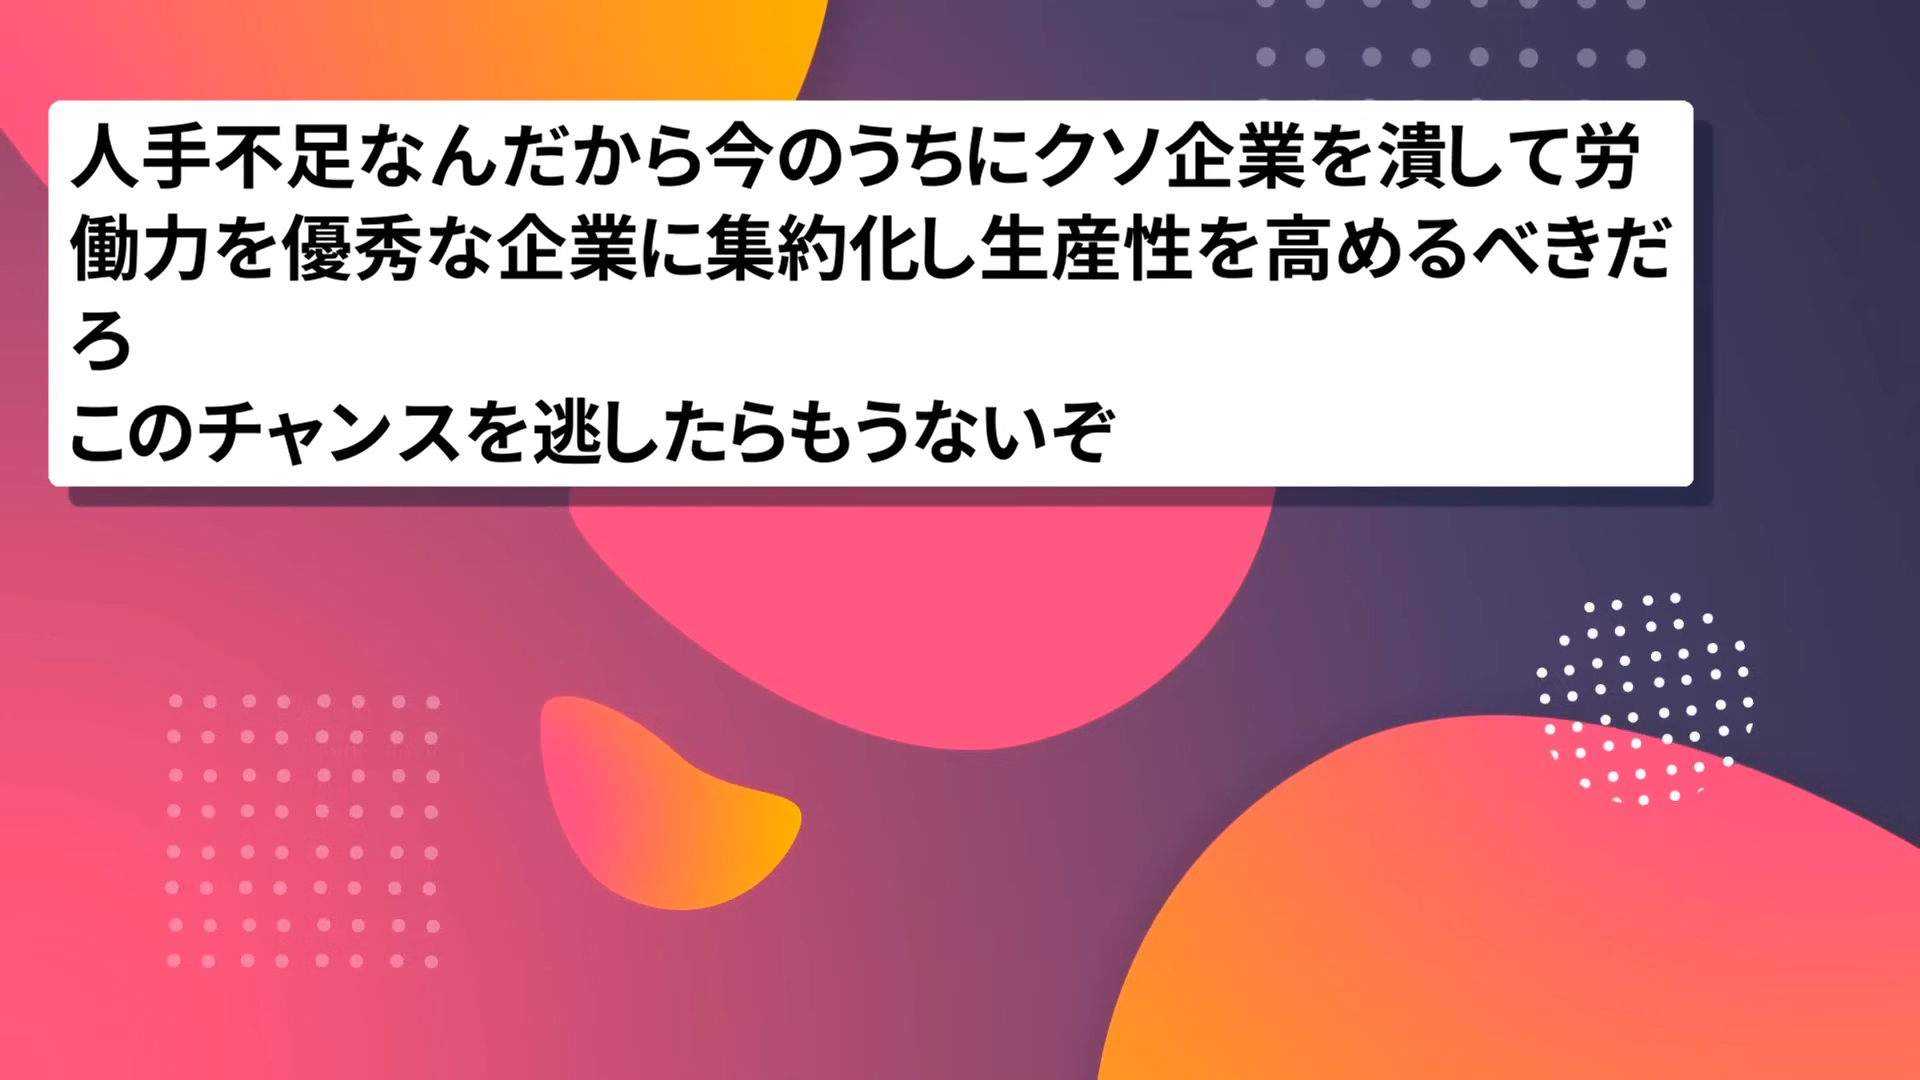 人手不足なんだから今のうちにクソ企業を潰して労
働力を優秀な企業に集約化し生産性を高めるべきだ
ろ
このチャンスを逃したらもうないぞ